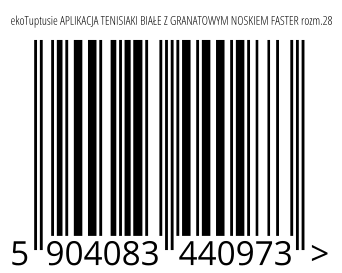 ekoTuptusie APLIKACJA TENISIAKI BIAŁE Z GRANATOWYM NOSKIEM FASTER rozm.28
5 904083 440973 >